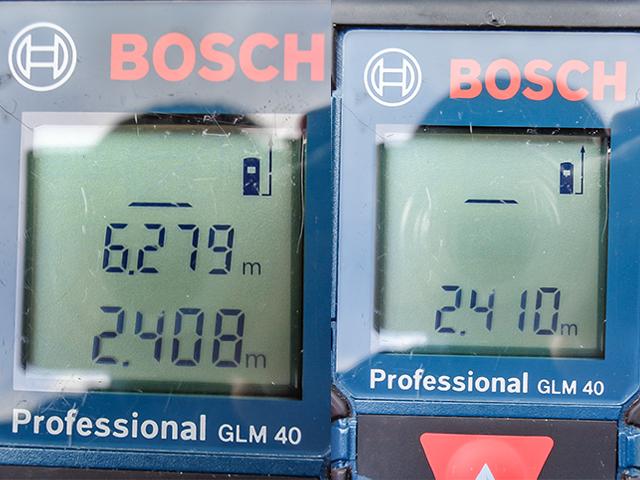 BOSCH
6.279 m
2.408 m
Professional GLM 40
BOSCH
2.410 m
Professional GLM 40